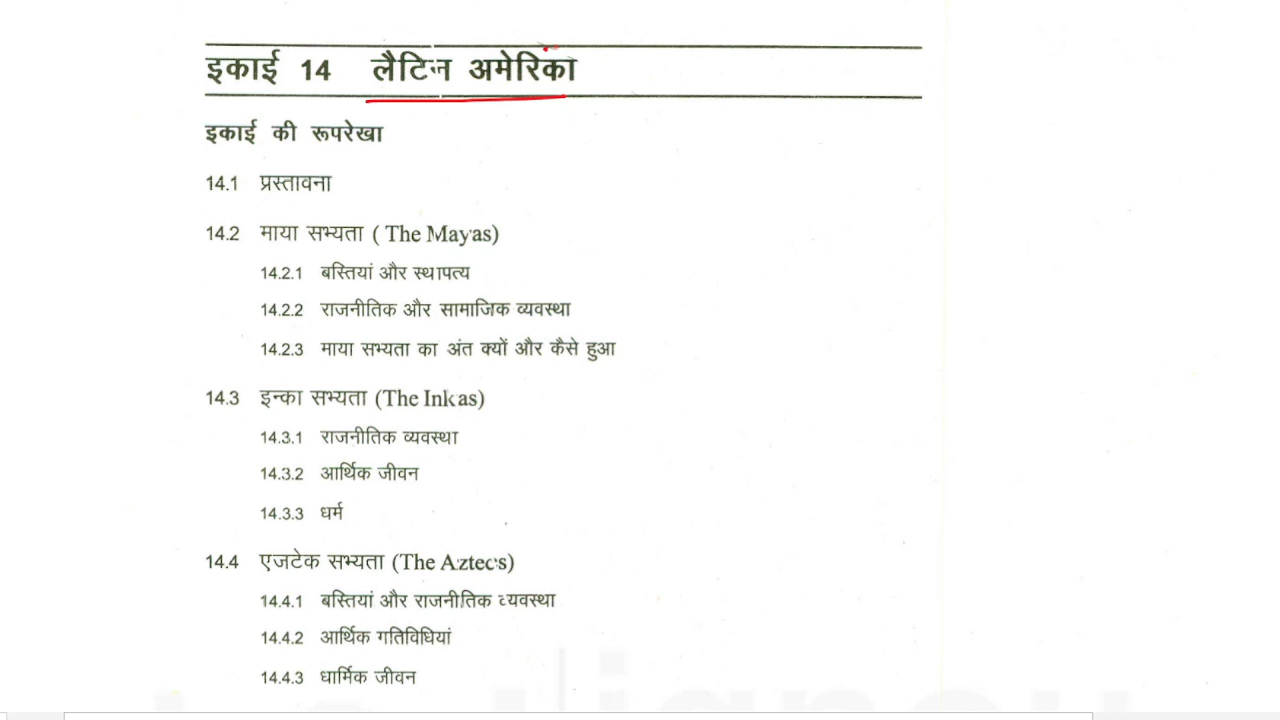 इकाई 14 लैटिन अमेरिका
इकाई की रूपरेखा
14.1 प्रस्तावना
14.2 माया सभ्यता ( The Mayas)
14.2.1 बस्तियां और स्थापत्य
14.2.2 राजनीतिक और सामाजिक व्यवस्था
14.2.3 माया सभ्यता का अंत क्यों और कैसे हुआ
14.3 इन्का सभ्यता (The Inkas)
14.3.1 राजनीतिक व्यवस्था
14.3.2 आर्थिक जीवन
14.3.3 धर्म
14.4 एजटेक सभ्यता (The Aztecs)
14.4.1 बस्तियां और राजनीतिक व्यवस्था
14.4.2 आर्थिक गतिविधियां
14.4.3 धार्मिक जीवन